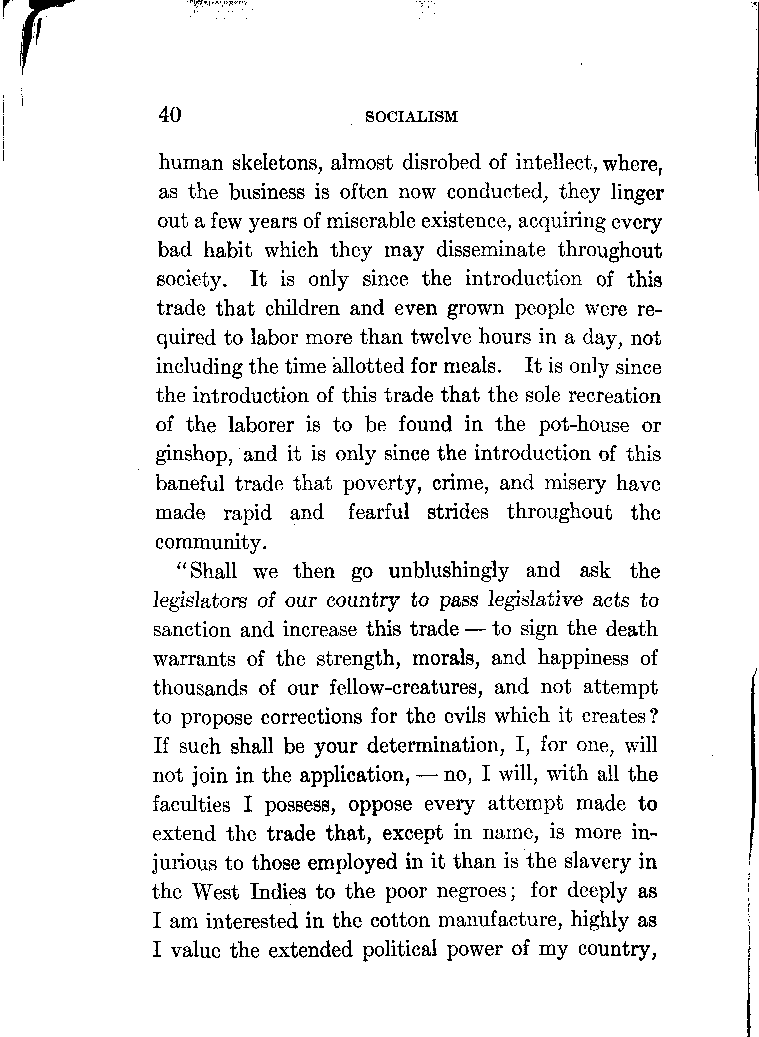 40 SOCIALISM
human skeletons, almost disrobed of intellect, where,
as the business is often now conducted, they linger
out a few years of miserable existence, acquiring every
bad habit which they may disseminate throughout
society. It is only since the introduction of this
trade that children and even grown people were re-
quired to labor more than twelve hours in a day, not
including the time allotted for meals. It is only since
the introduction of this trade that the sole recreation
of the laborer is to be found in the pot-house or
ginshop, and it is only since the introduction of this
baneful trade that poverty, crime, and misery have
made rapid and fearful strides throughout the
community.
"Shall we then go unblushingly and ask the
legislators of our country to pass legislative acts to
sanction and increase this trade — to sign the death
warrants of the strength, morals, and happiness of
thousands of our fellow-creatures, and not attempt
to propose corrections for the evils which it creates?
If such shall be your determination, I, for one, will
not join in the application, — no, I will, with all the
faculties I possess, oppose every attempt made to
extend the trade that, except in name, is more in-
jurious to those employed in it than is the slavery in
the West Indies to the poor negroes; for deeply as
I am interested in the cotton manufacture, highly as
I value the extended political power of my country,